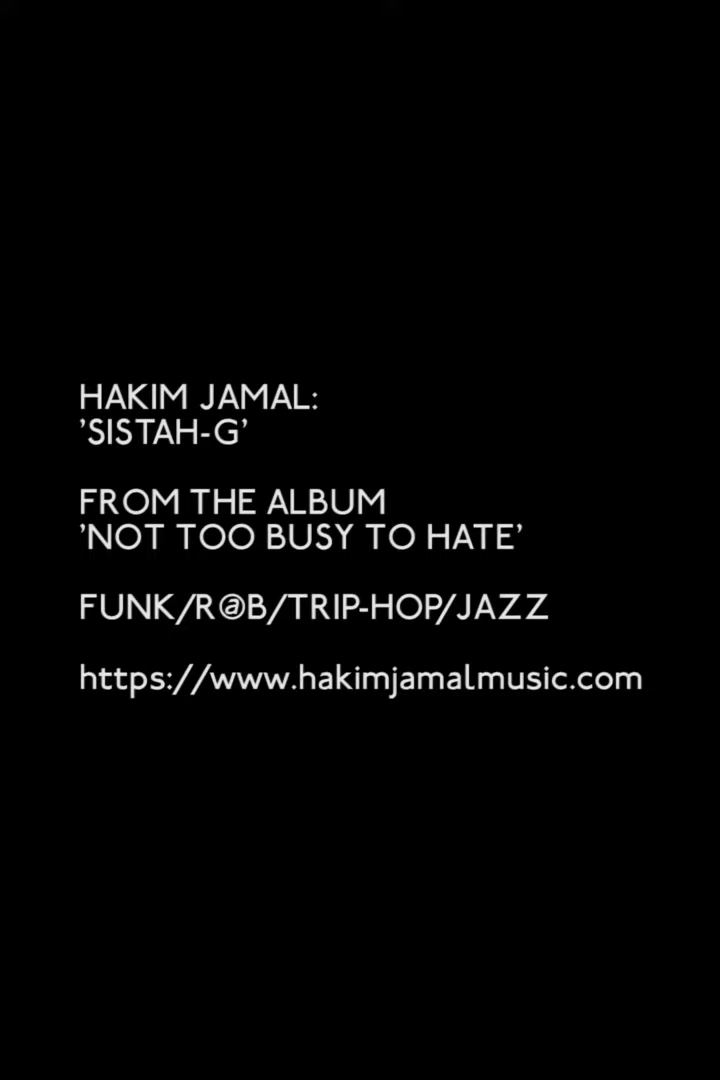 HAKIM JAMAL:
’SISTAH-G’
FROM THE ALBUM
’NOT TOO BUSY TO HATE’
FUNK/R@B/TRIP-HOP/JAZZ
https://www.hakimjamalmusic.com